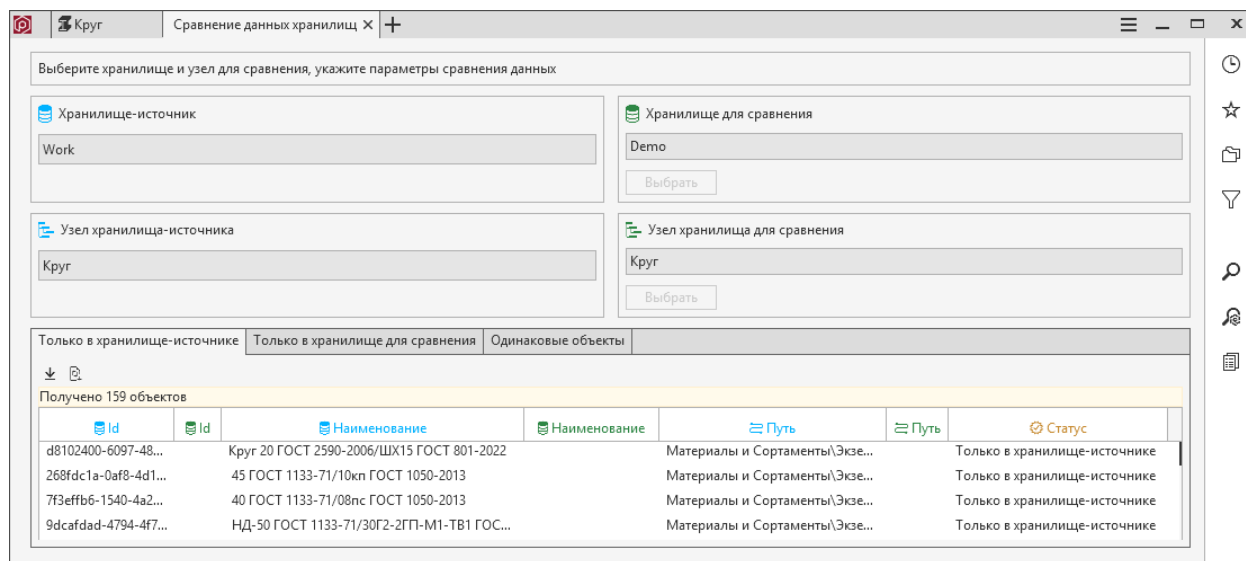 Круг
Сравнение данных хранилищ
Выберите хранилище и узел для сравнения, укажите параметры сравнения данных
Хранилище-источник
Work
Хранилище для сравнения
Demo
Выбрать
Узел хранилища-источника
Круг
Узел хранилища для сравнения
Круг
Выбрать
Только в хранилище-источнике Только в хранилище для сравнения Одинаковые объекты
Получено 159 объектов
Id Id Наименование Наименование Путь Путь Статус
d8102400-6097-48... Круг 20 ГОСТ 2590-2006/ШХ15 ГОСТ 801-2022 Материалы и Сортаменты\Экзе... Только в хранилище-источнике
268fdc1a-0af8-4d1... 45 ГОСТ 1133-71/10кп ГОСТ 1050-2013 Материалы и Сортаменты\Экзе... Только в хранилище-источнике
7f3effb6-1540-4a2... 40 ГОСТ 1133-71/08пс ГОСТ 1050-2013 Материалы и Сортаменты\Экзе... Только в хранилище-источнике
9dcafdad-4794-4f7... НД-50 ГОСТ 1133-71/30Г2-2ГП-М1-ТВ1 ГОС... Материалы и Сортаменты\Экзе... Только в хранилище-источнике